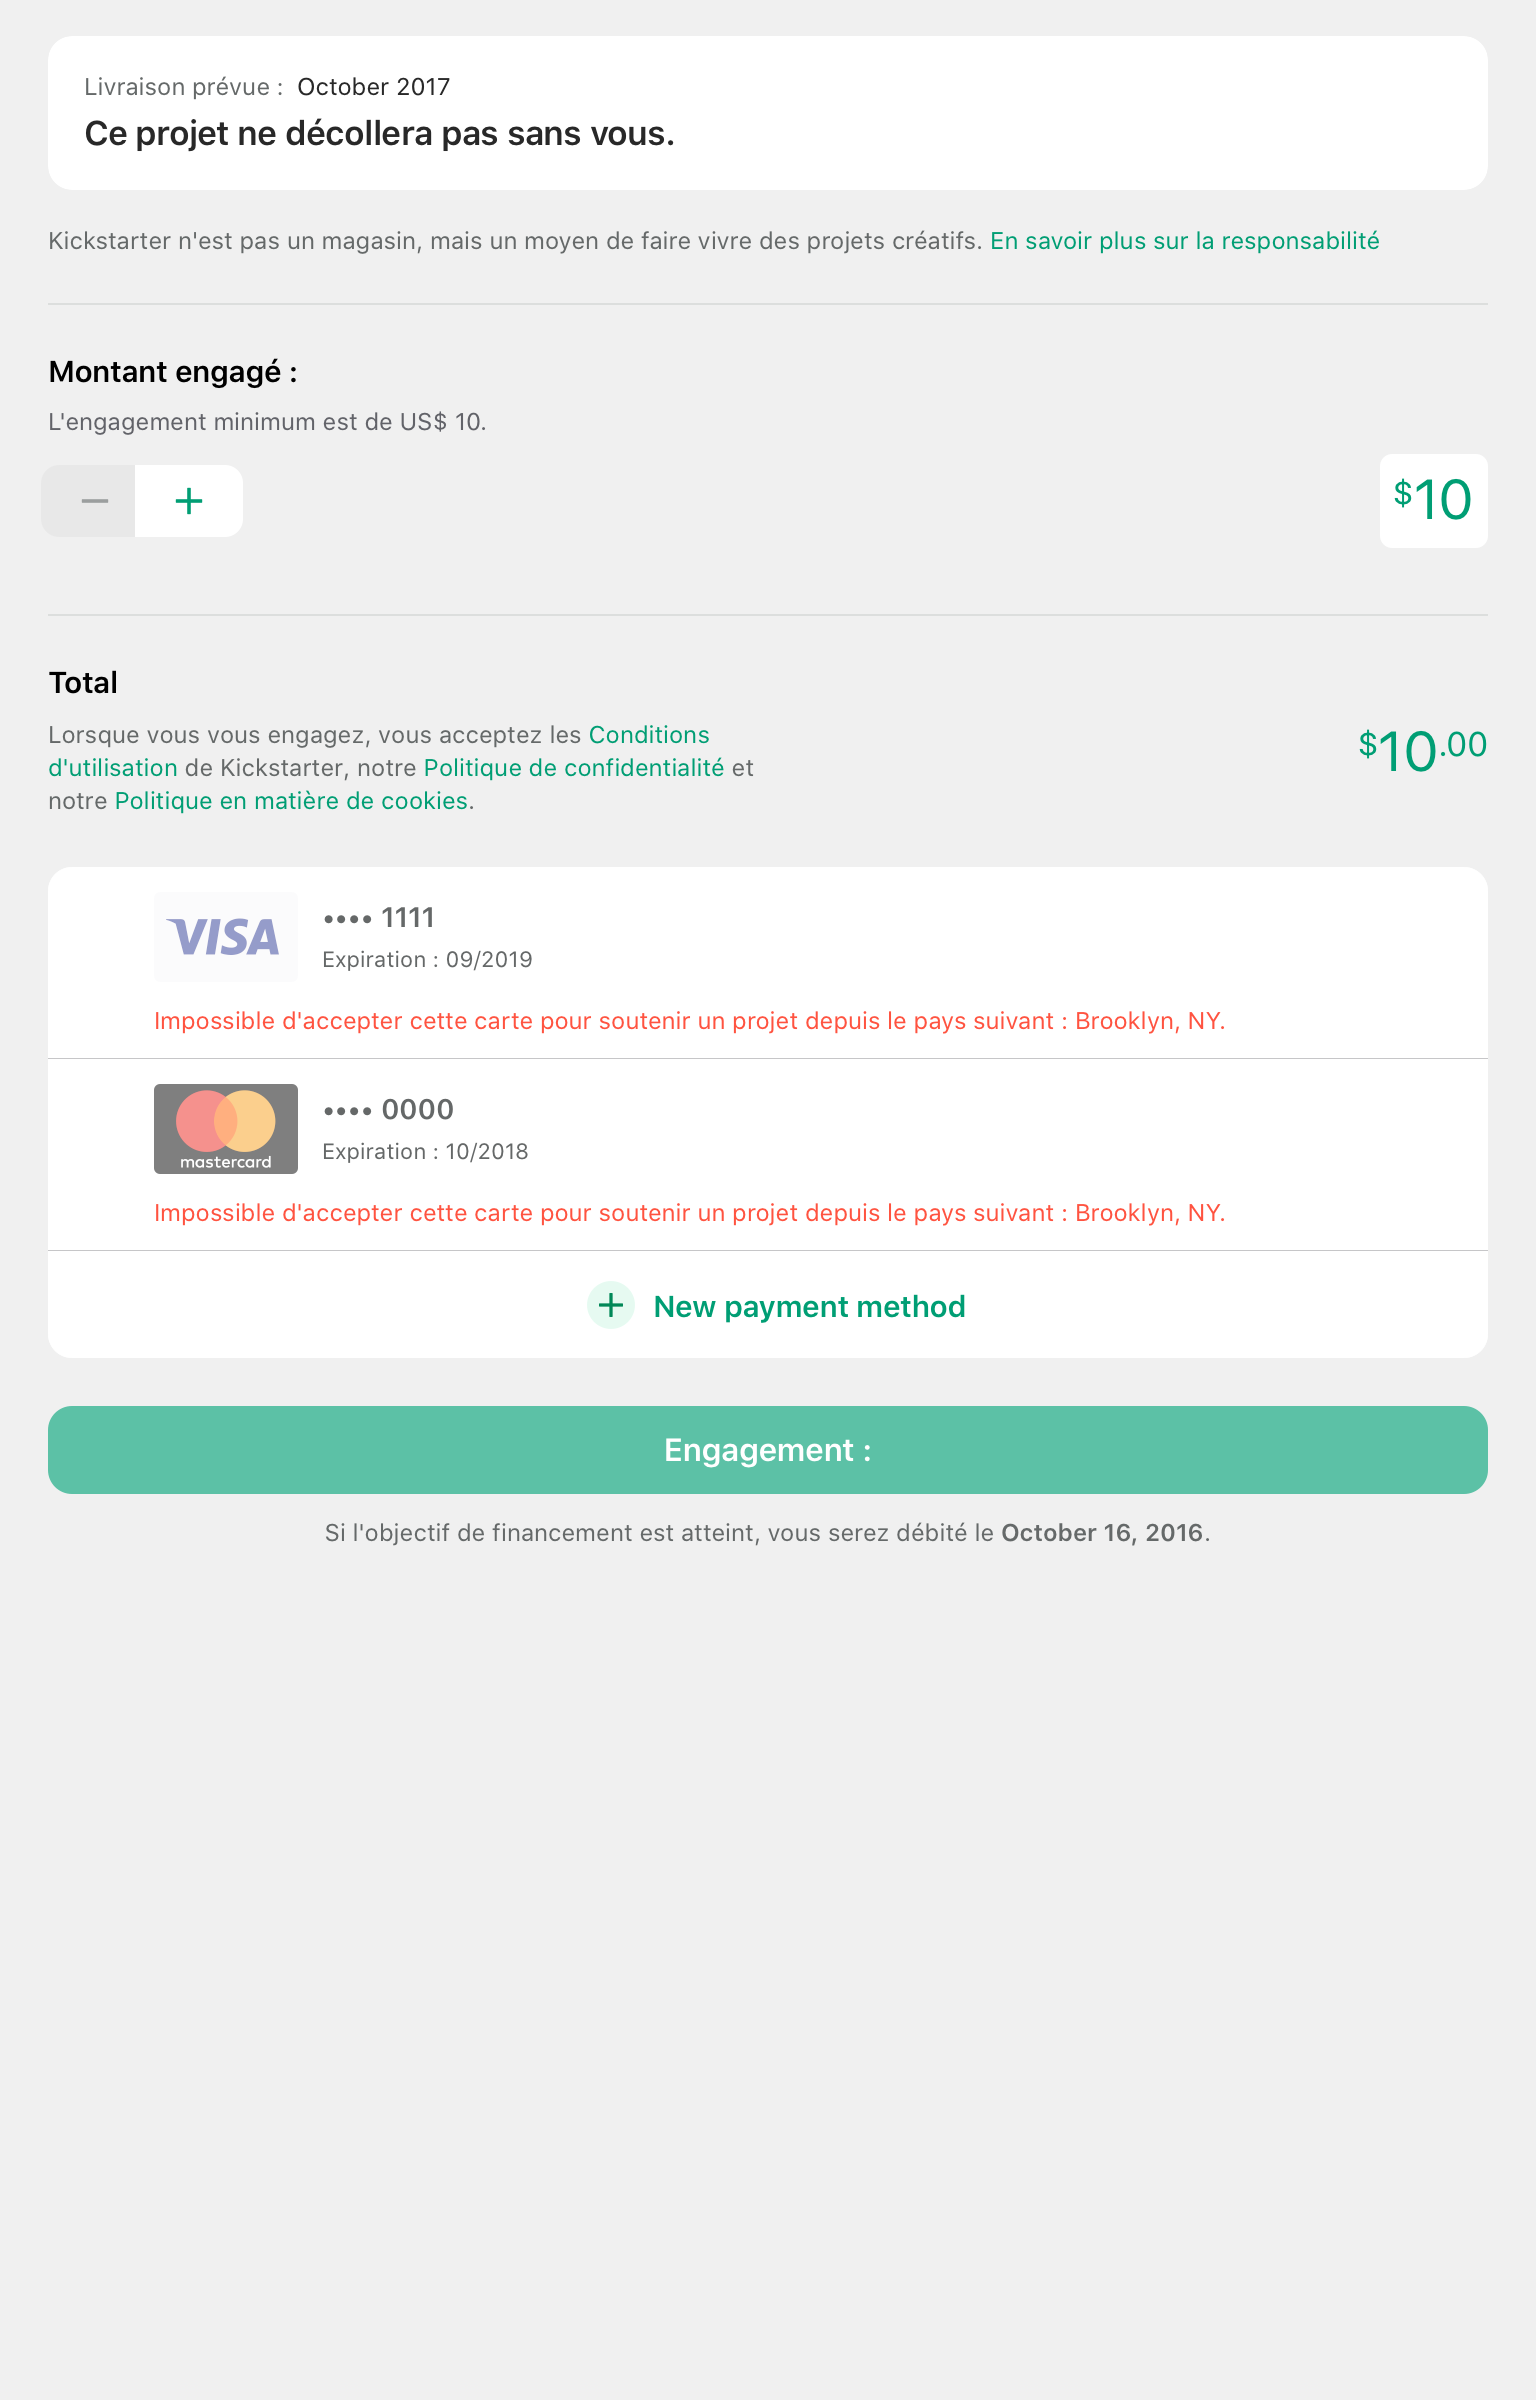 Livraison prévue : October 2017
Ce projet ne décollera pas sans vous.
Kickstarter n'est pas un magasin, mais un moyen de faire vivre des projets créatifs. En savoir plus sur la responsabilité
Montant engagé :
L'engagement minimum est de US$ 10.
− +
$10
Total
Lorsque vous vous engagez, vous acceptez les Conditions
d'utilisation de Kickstarter, notre Politique de confidentialité et
notre Politique en matière de cookies.
$10.00
VISA
•••• 1111
Expiration : 09/2019
Impossible d'accepter cette carte pour soutenir un projet depuis le pays suivant : Brooklyn, NY.
mastercard
•••• 0000
Expiration : 10/2018
Impossible d'accepter cette carte pour soutenir un projet depuis le pays suivant : Brooklyn, NY.
+ New payment method
Engagement :
Si l'objectif de financement est atteint, vous serez débité le October 16, 2016.